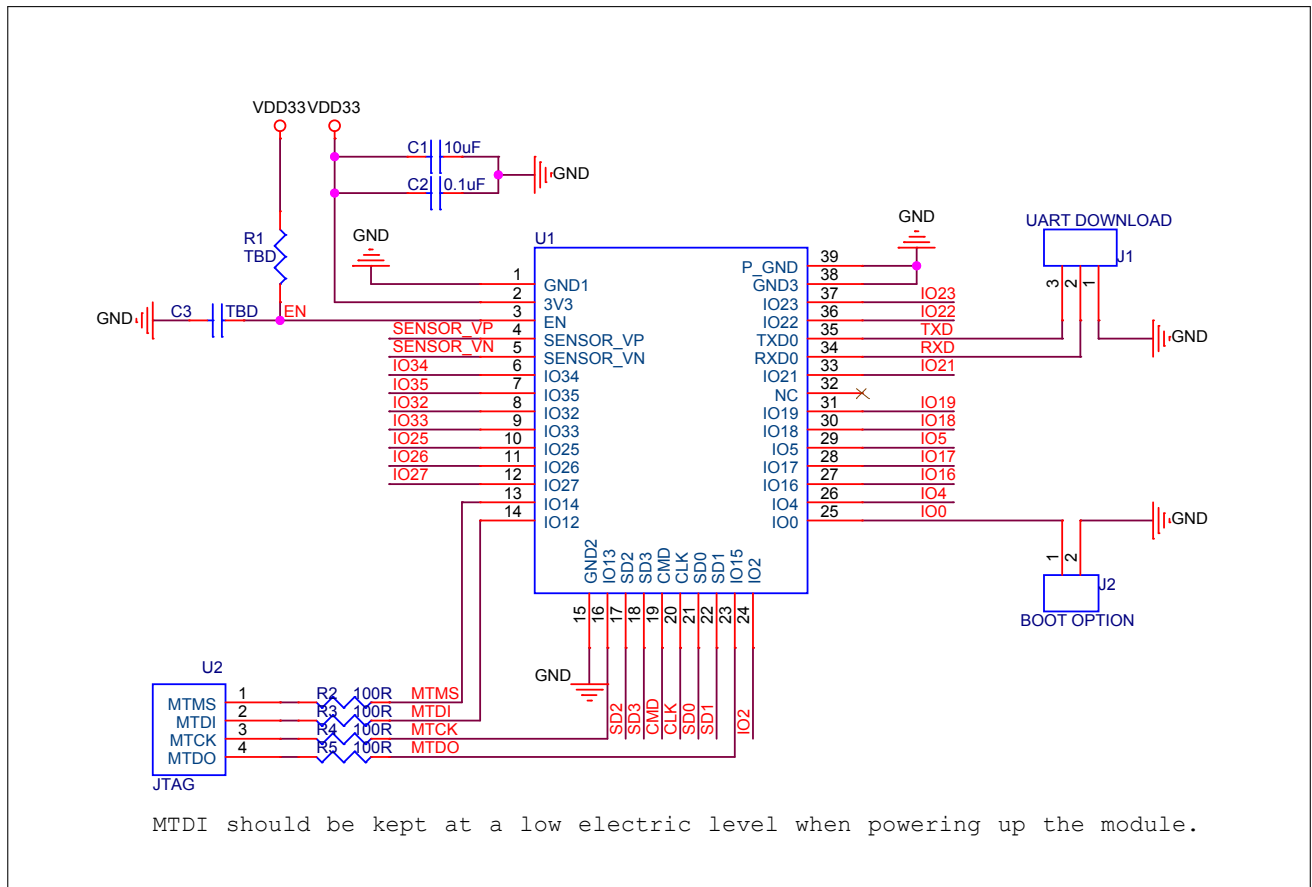 VDD33 VDD33
C1 10uF
C2 0.1uF
GND
R1
TBD
GND
GND
C3 TBD EN
U1
1 GND1
2 3V3
3 EN
SENSOR_VP 4 SENSOR_VP
SENSOR_VN 5 SENSOR_VN
IO34 6 IO34
IO35 7 IO35
IO32 8 IO32
IO33 9 IO33
IO25 10 IO25
IO26 11 IO26
IO27 12 IO27
13 IO14
14 IO12
GND
P_GND 39
GND3 38
IO23 37 IO23
IO22 36 IO22
TXD0 35 TXD
RXD0 34 RXD
IO21 33 IO21
NC 32
IO19 31 IO19
IO18 30 IO18
IO5 29 IO5
IO17 28 IO17
IO16 27 IO16
IO4 26 IO4
IO0 25 IO0
UART DOWNLOAD
J1
3 2 1
GND
GND
1 2
J2
BOOT OPTION
GND2 IO13 SD2 SD3 CMD CLK SD0 SD1 IO15 IO2
15 16 17 18 19 20 21 22 23 24
GND
SD2 SD3 CMD CLK SD0 SD1 IO2
U2
MTMS 1 R2 100R MTMS
MTDI 2 R3 100R MTDI
MTCK 3 R4 100R MTCK
MTDO 4 R5 100R MTDO
JTAG
MTDI should be kept at a low electric level when powering up the module.